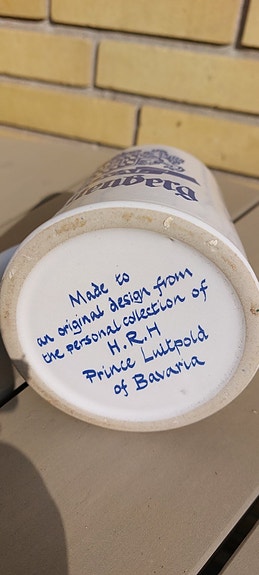 Made to
an original design from
the personal collection of
H.R.H
Prince Luitpold
of Bavaria